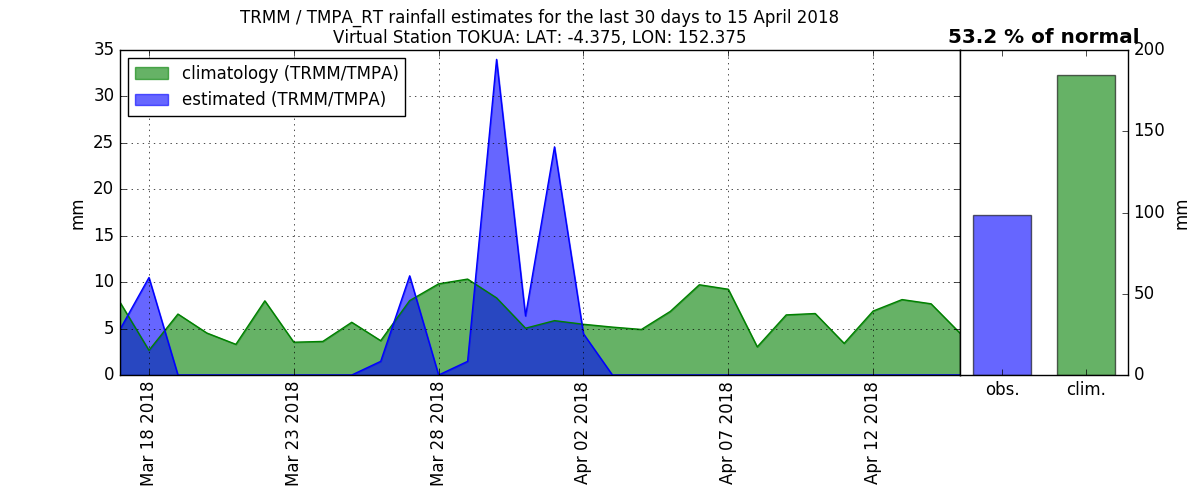 TRMM / TMPA_RT rainfall estimates for the last 30 days to 15 April 2018
Virtual Station TOKUA: LAT: -4.375, LON: 152.375
53.2 % of normal
climatology (TRMM/TMPA)
estimated (TRMM/TMPA)
35
30
25
20
15
10
5
0
mm
Mar 18 2018
Mar 23 2018
Mar 28 2018
Apr 02 2018
Apr 07 2018
Apr 12 2018
200
150
100
50
0
mm
obs.
clim.